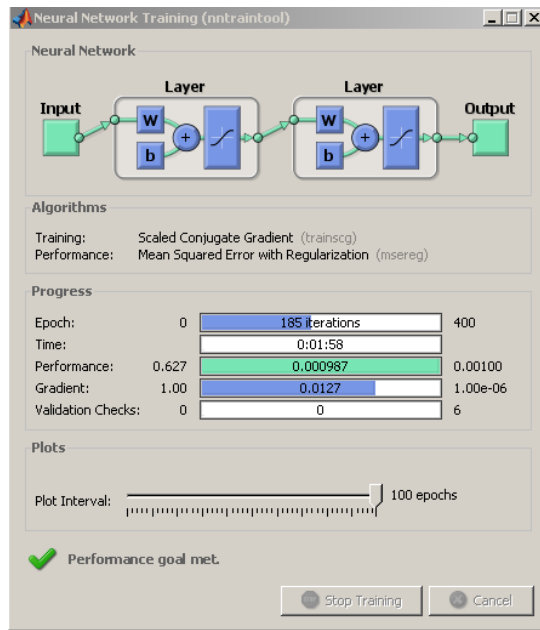 Neural Network Training (nntraintool)
Neural Network
Layer Layer
Input Output
W W
b b
Algorithms
Training: Scaled Conjugate Gradient (trainscg)
Performance: Mean Squared Error with Regularization (msereg)
Progress
Epoch: 0 185 iterations 400
Time: 0:01:58
Performance: 0.627 0.000987 0.00100
Gradient: 1.00 0.0127 1.00e-06
Validation Checks: 0 0 6
Plots
Plot Interval: 100 epochs
Performance goal met.
Stop Training Cancel